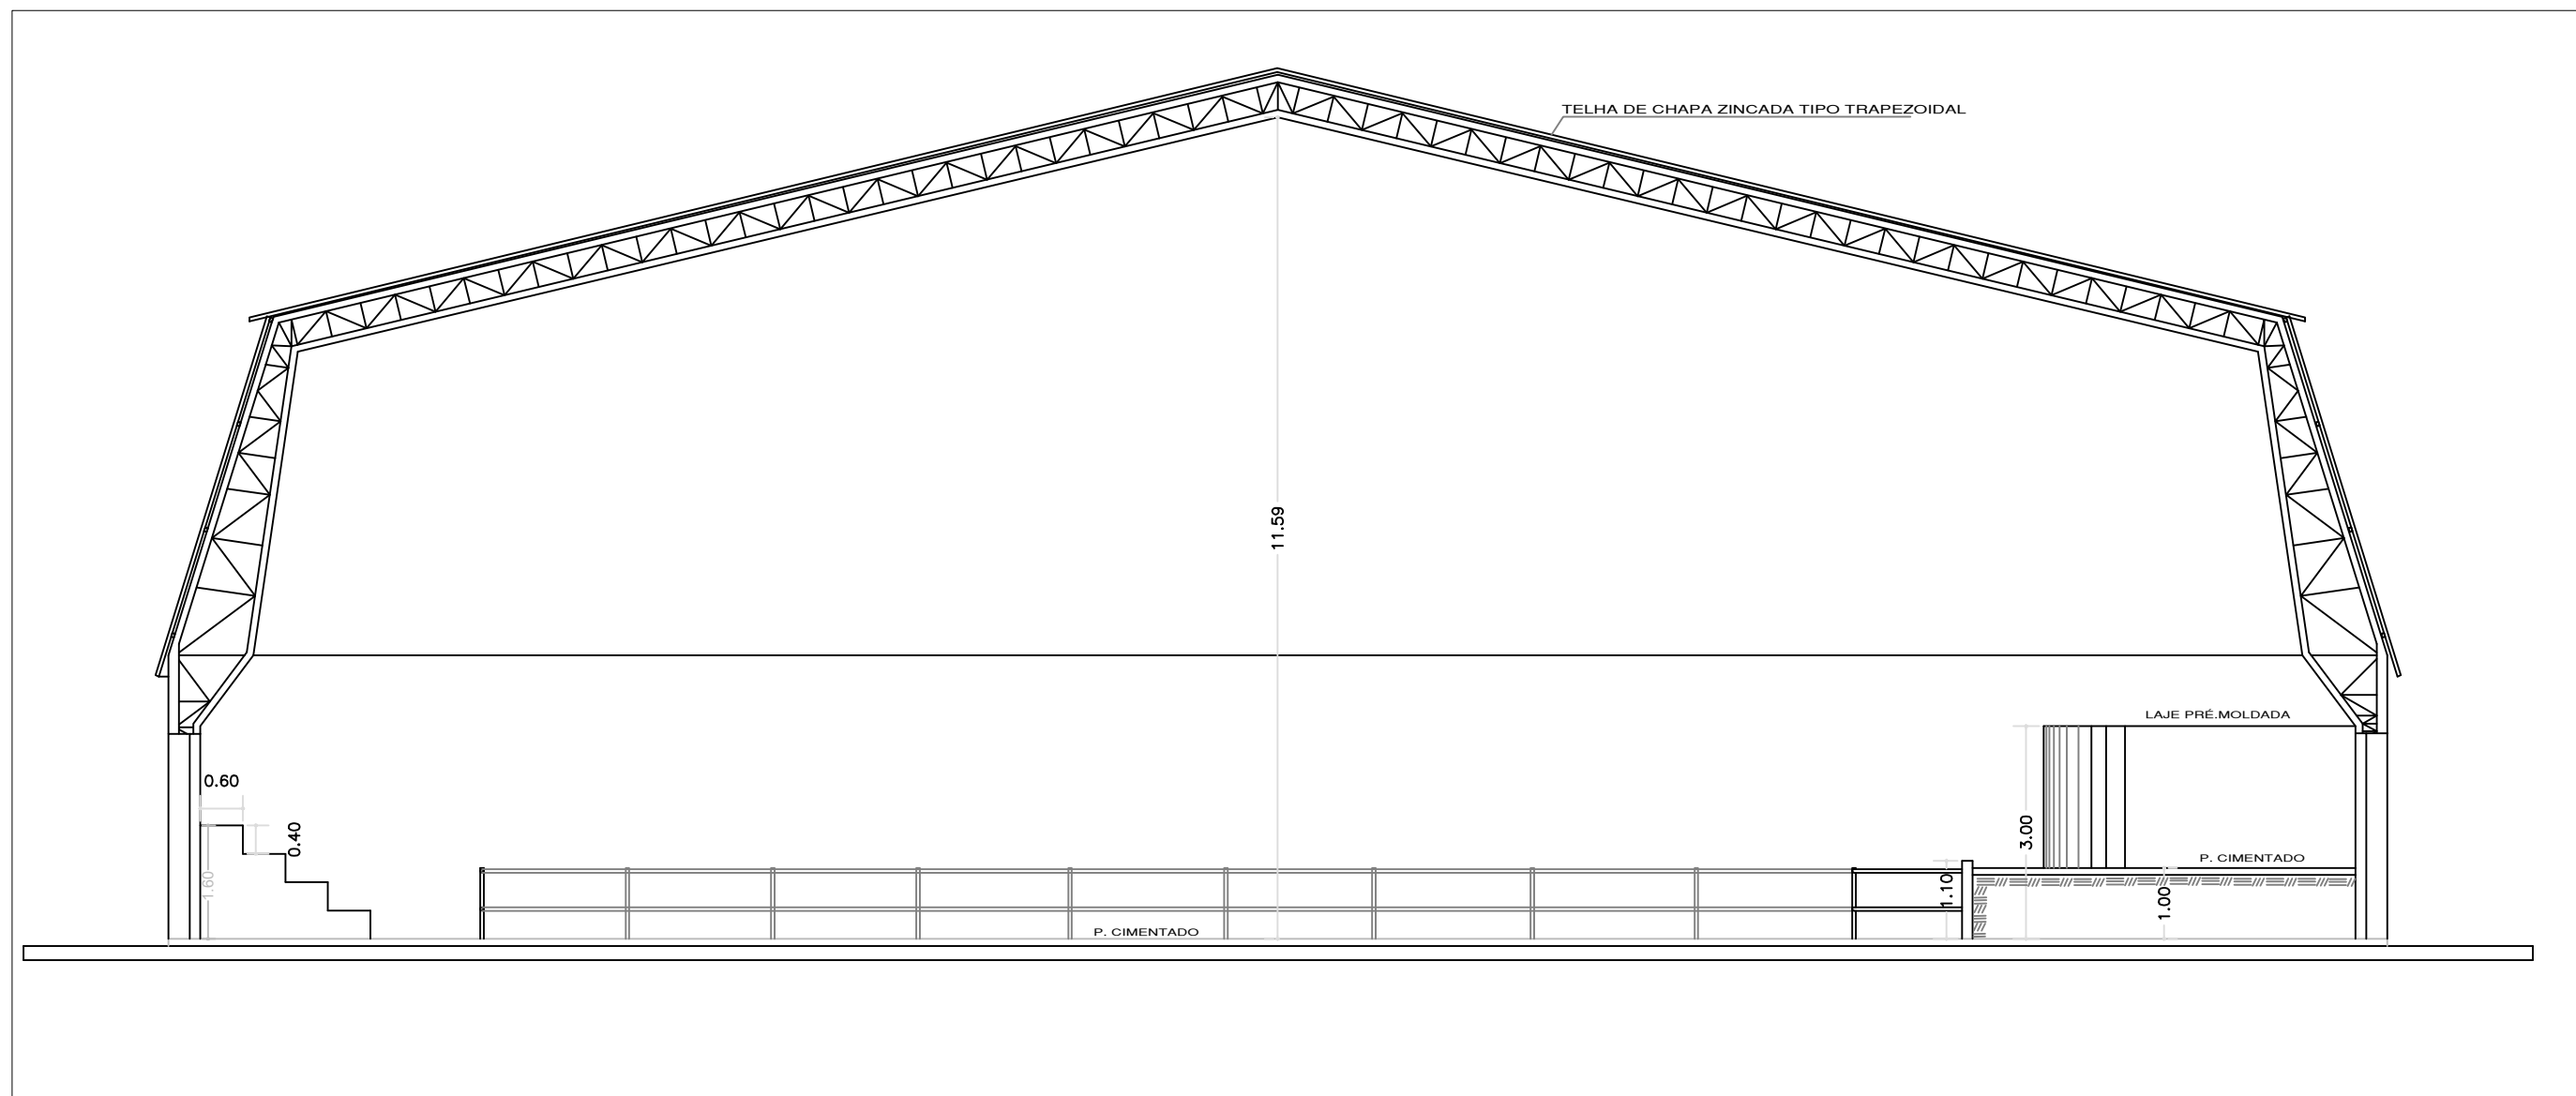 TELHA DE CHAPA ZINCADA TIPO TRAPEZOIDAL
11.59
LAJE PRÉ.MOLDADA
0.60
0.40
3.00
P. CIMENTADO
1.60
1.10
1.00
P. CIMENTADO